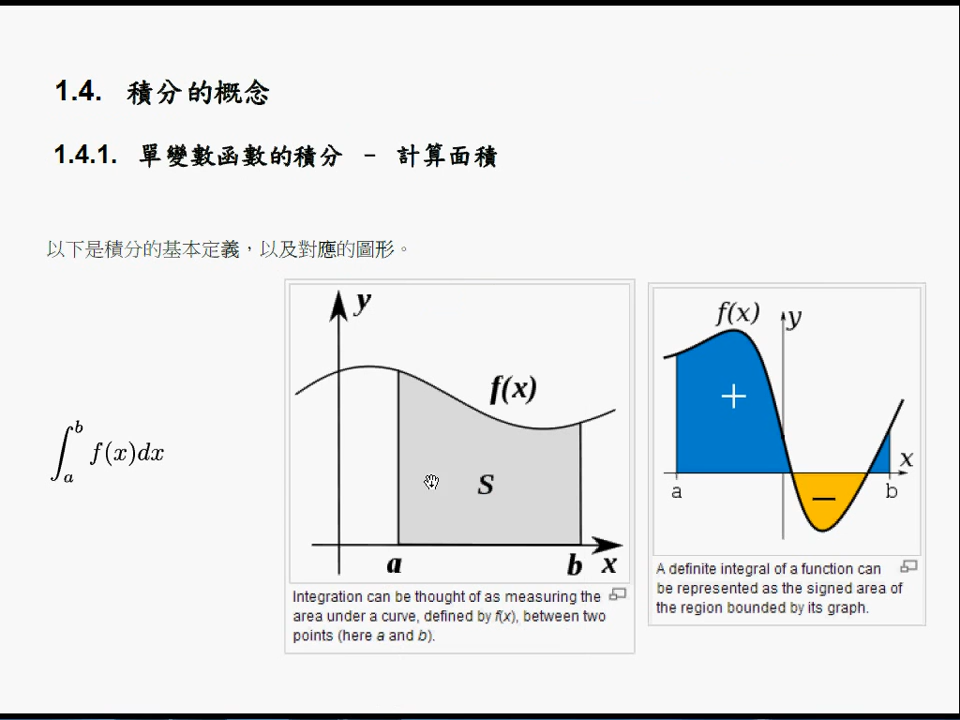 1.4. 積分的概念
1.4.1. 單變數函數的積分 － 計算面積
以下是積分的基本定義，以及對應的圖形。
∫_a^b f(x)dx
y
f(x)
S
a b x
Integration can be thought of as measuring the
area under a curve, defined by f(x), between two
points (here a and b).
f(x) y
+
x
a − b
A definite integral of a function can
be represented as the signed area of
the region bounded by its graph.